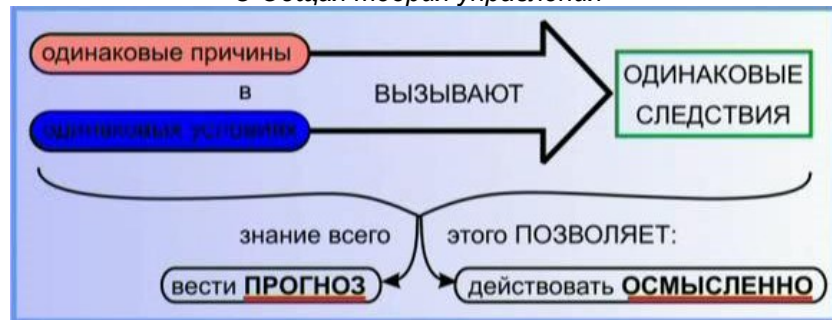 одинаковые причины
в
одинаковых условиях
ВЫЗЫВАЮТ
ОДИНАКОВЫЕ
СЛЕДСТВИЯ
знание всего этого ПОЗВОЛЯЕТ:
вести ПРОГНОЗ
действовать ОСМЫСЛЕННО